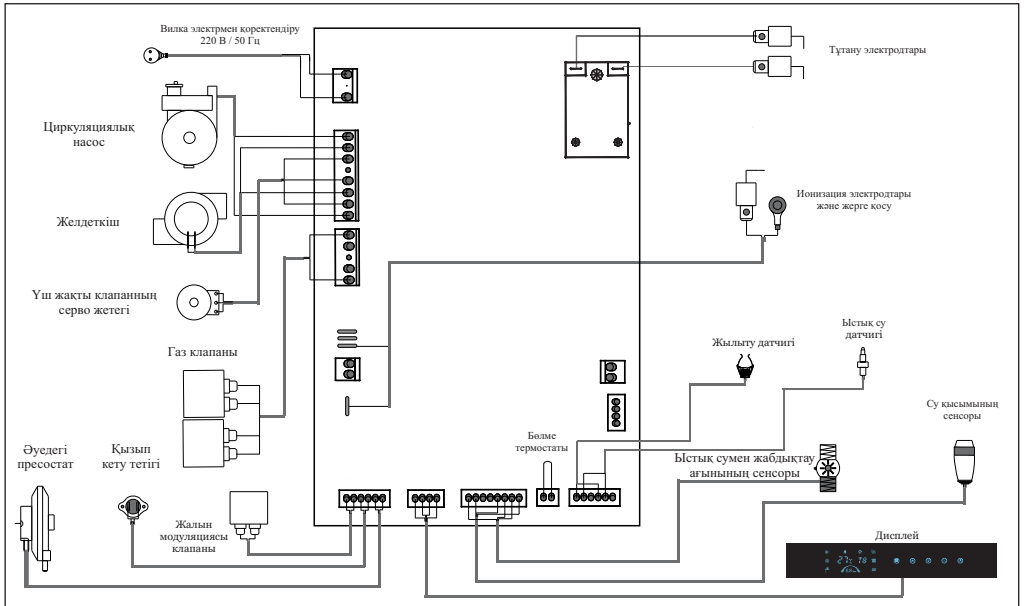 Вилка электрмен қоректендіру
220 В / 50 Гц
Тұтану электродтары
Циркуляциялық
насос
Ионизация электродтары
және жерге қосу
Желдеткіш
Үш жақты клапанның
серво жетегі
Газ клапаны
Жылыту датчигі
Ыстық су
датчигі
Су қысымының
сенсоры
Әуедегі
пресостат
Қызып
кету тетігі
Бөлме
термостаты
Ыстық сумен жабдықтау
ағынының сенсоры
Жалын
модуляциясы
клапаны
Дисплей